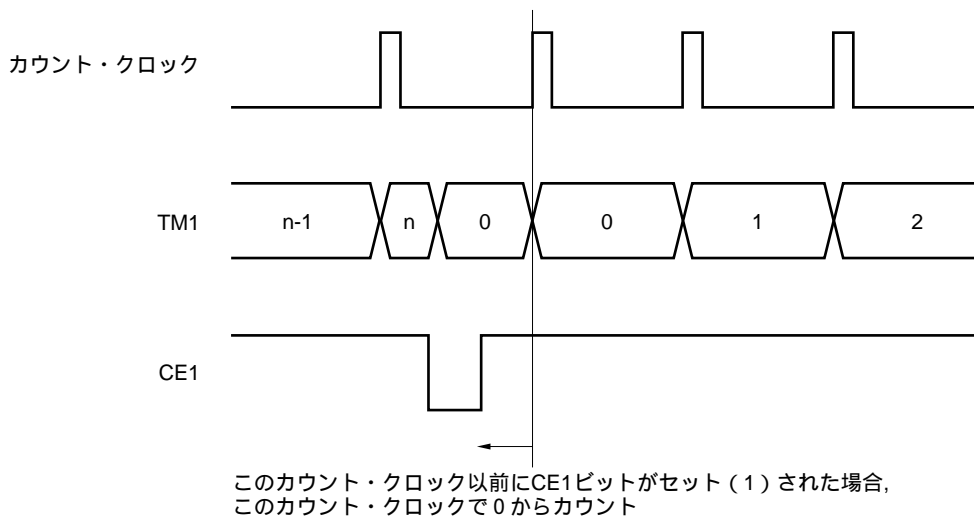 カウント・クロック
TM1 n-1 n 0 0 1 2
CE1
このカウント・クロック以前にCE1ビットがセット（1）された場合,
このカウント・クロックで0からカウント